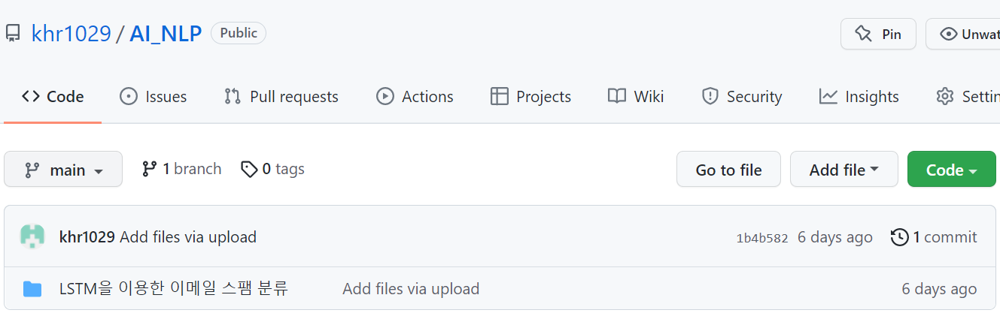 khr1029 / AI_NLP Public Pin Unwat
Code Issues Pull requests Actions Projects Wiki Security Insights Settin
main 1 branch 0 tags Go to file Add file Code
khr1029 Add files via upload 1b4b582 6 days ago 1 commit
LSTM을 이용한 이메일 스팸 분류 Add files via upload 6 days ago